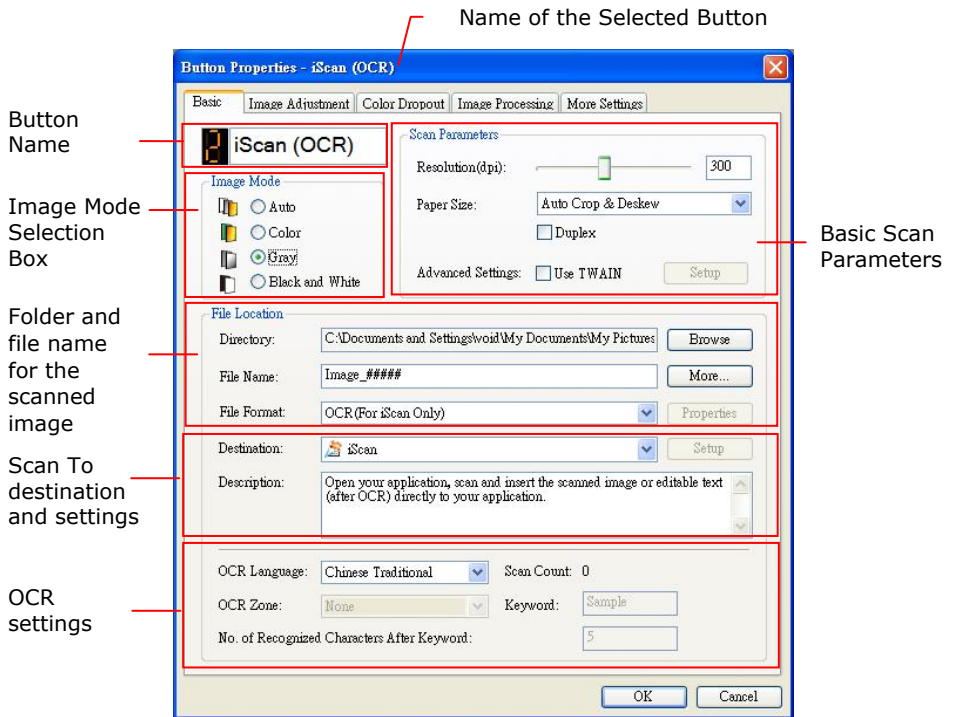 Name of the Selected Button
Button Properties - iScan (OCR)
Basic Image Adjustment Color Dropout Image Processing More Settings
Button
Name
2 iScan (OCR)
Image Mode
Selection
Box
Image Mode
Auto
Color
Gray
Black and White
Scan Parameters
Resolution(dpi): 300
Paper Size: Auto Crop & Deskew
Duplex
Advanced Settings: Use TWAIN Setup
Basic Scan
Parameters
Folder and
file name
for the
scanned
image
File Location
Directory: C:\Documents and Settings\void\My Documents\My Pictures Browse
File Name: Image_##### More...
File Format: OCR(For iScan Only) Properties
Scan To
destination
and settings
Destination: iScan Setup
Description: Open your application, scan and insert the scanned image or editable text
(after OCR) directly to your application.
OCR
settings
OCR Language: Chinese Traditional Scan Count: 0
OCR Zone: None Keyword: Sample
No. of Recognized Characters After Keyword: 5
OK Cancel